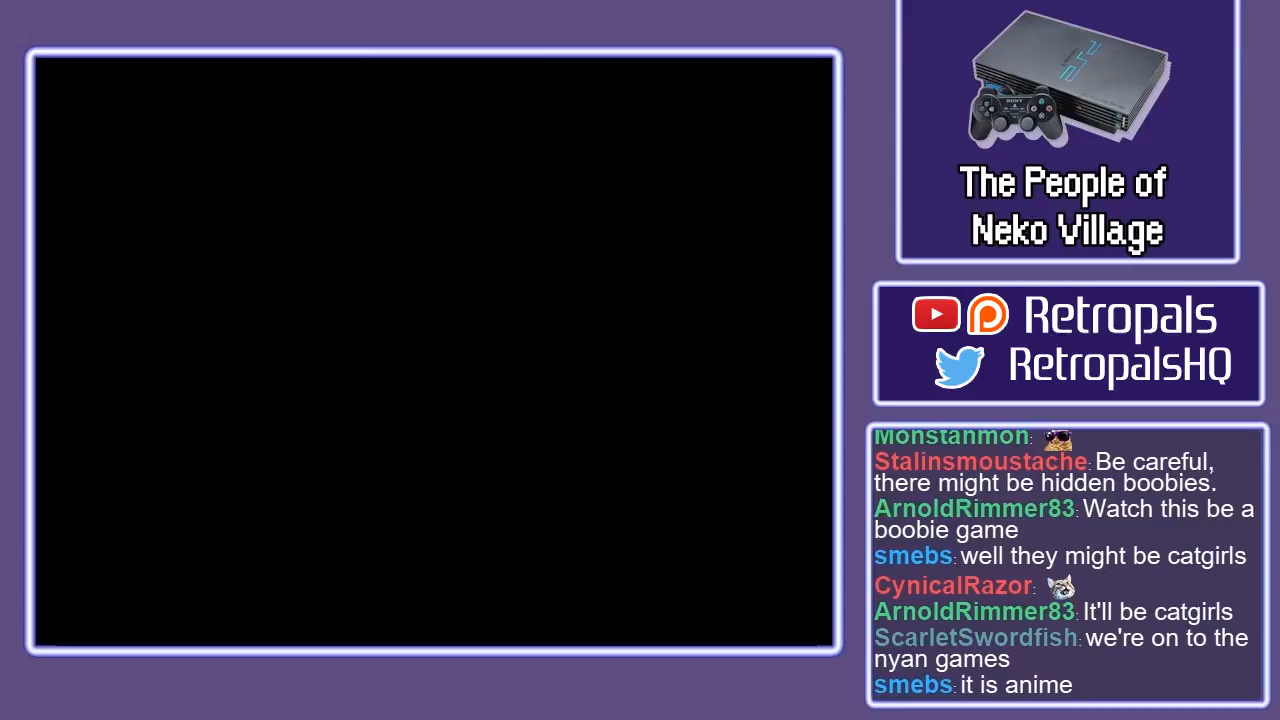 The People of
Neko Village
Retropals
RetropalsHQ
Monstahmon:
Stalinsmoustache: Be careful,
there might be hidden boobies.
ArnoldRimmer83: Watch this be a
boobie game
smebs: well they might be catgirls
CynicalRazor:
ArnoldRimmer83: It'll be catgirls
ScarletSwordfish: we're on to the
nyan games
smebs: it is anime